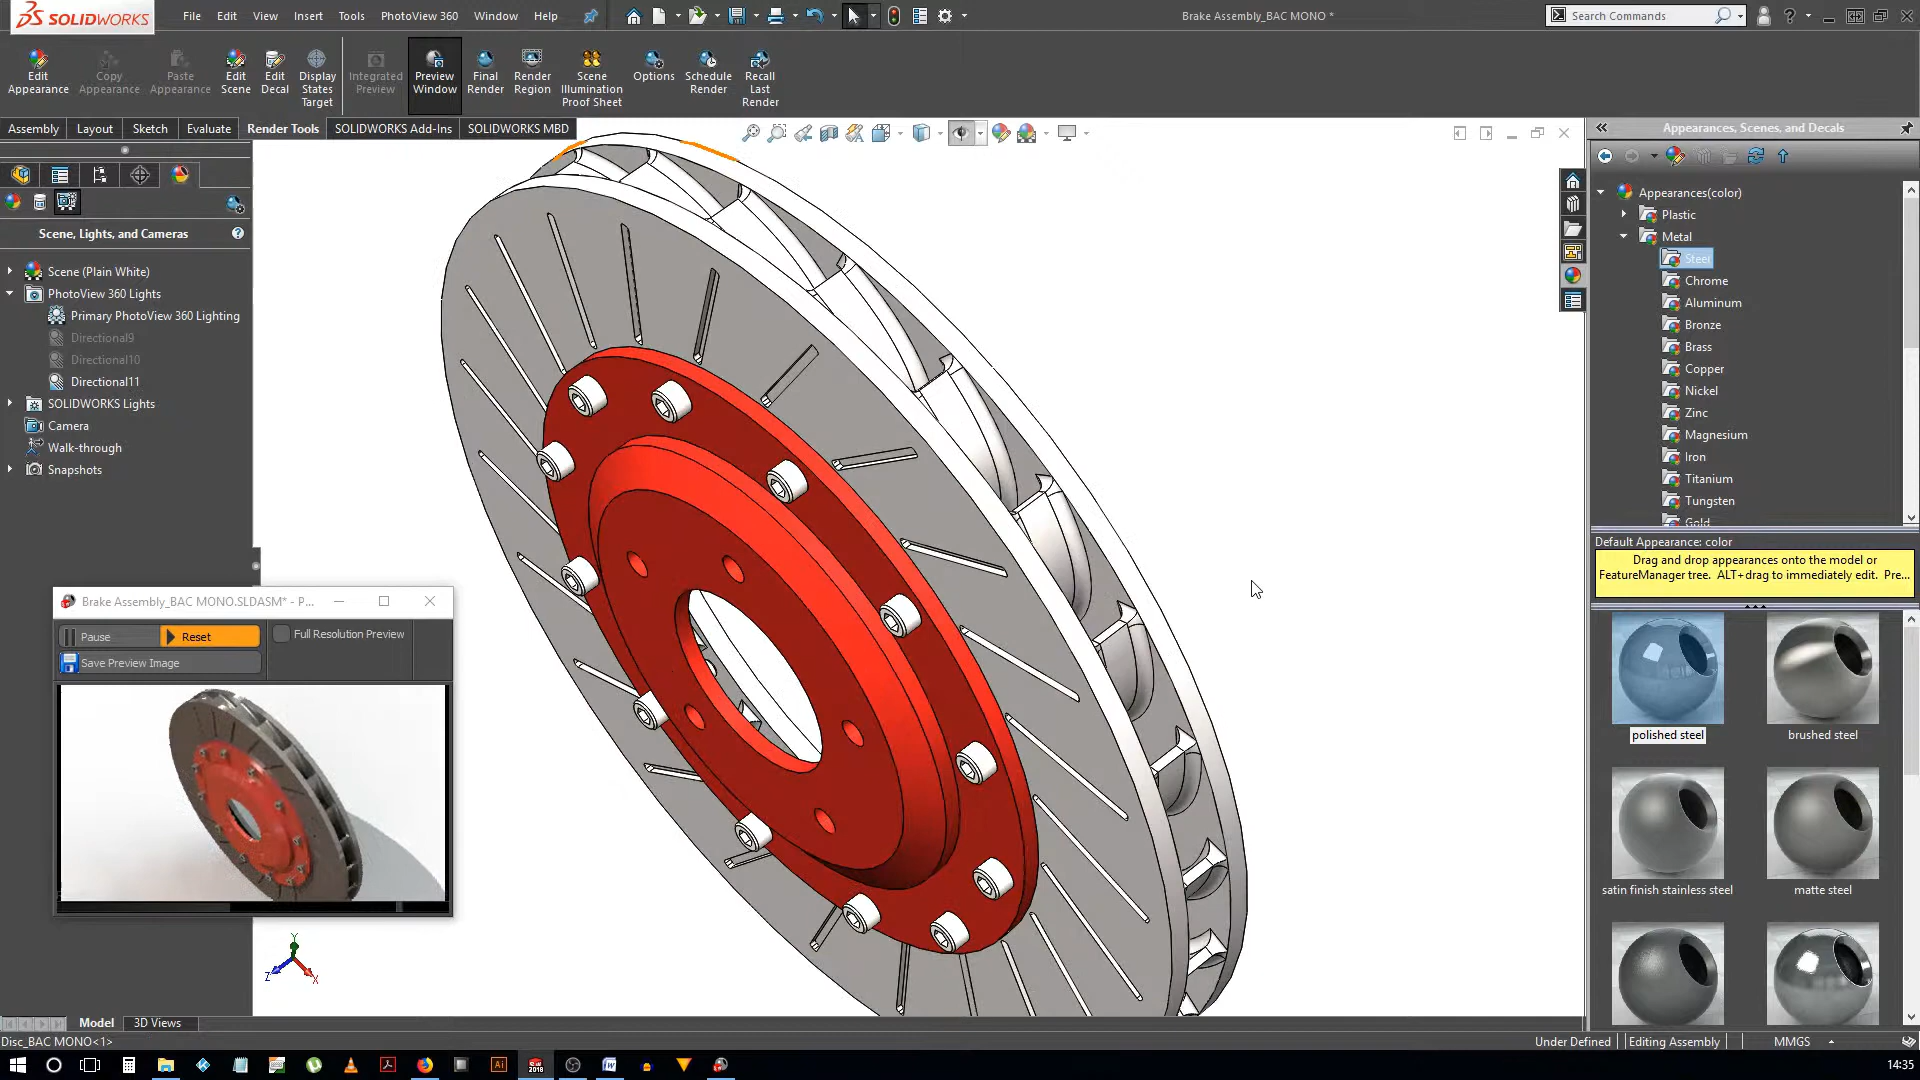 SOLIDWORKS File Edit View Insert Tools PhotoView 360 Window Help Brake Assembly_BAC MONO * Search Commands ?
Edit Appearance
Copy Appearance
Paste Appearance
Edit Scene
Edit Decal
Display States Target
Integrated Preview
Preview Window
Final Render
Render Region
Scene Illumination Proof Sheet
Options
Schedule Render
Recall Last Render
Assembly Layout Sketch Evaluate Render Tools SOLIDWORKS Add-Ins SOLIDWORKS MBD
Scene, Lights, and Cameras ?
Scene (Plain White)
PhotoView 360 Lights
Primary PhotoView 360 Lighting
Directional9
Directional10
Directional11
SOLIDWORKS Lights
Camera
Walk-through
Snapshots
Brake Assembly_BAC MONO.SLDASM* - P...
Pause Reset Full Resolution Preview
Save Preview Image
Y
Z X
Appearances, Scenes, and Decals
Appearances(color)
Plastic
Metal
Steel
Chrome
Aluminum
Bronze
Brass
Copper
Nickel
Zinc
Magnesium
Iron
Titanium
Tungsten
Gold
Default Appearance: color
Drag and drop appearances onto the model or
FeatureManager tree. ALT+drag to immediately edit. Pre...
polished steel brushed steel
satin finish stainless steel matte steel
Model 3D Views
Disc_BAC MONO<1> Under Defined Editing Assembly MMGS
Ai 2018 14:35